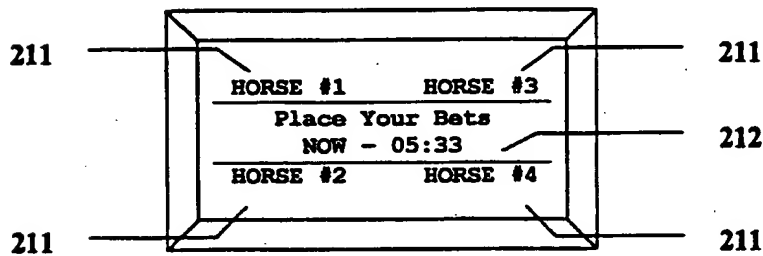 211 211
HORSE #1 HORSE #3
Place Your Bets
NOW - 05:33 212
HORSE #2 HORSE #4
211 211